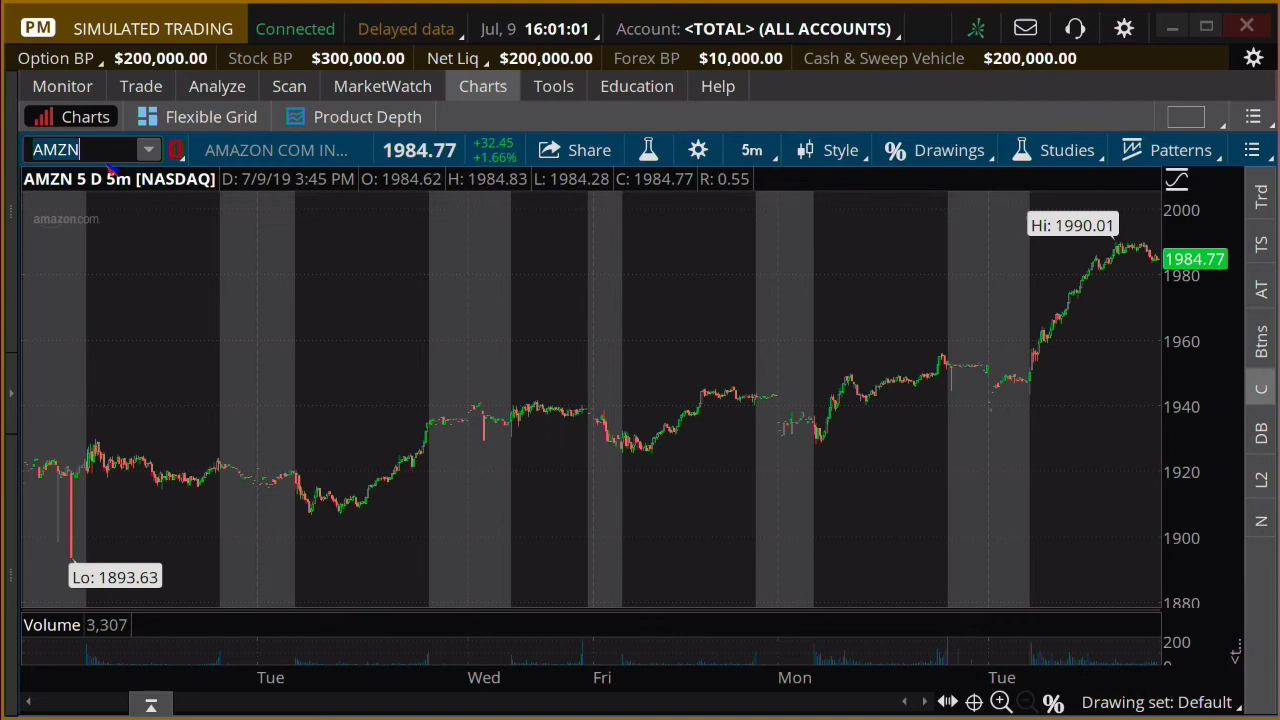 PM SIMULATED TRADING Connected Delayed data Jul, 9 16:01:01 Account: <TOTAL> (ALL ACCOUNTS)
Option BP $200,000.00 Stock BP $300,000.00 Net Liq $200,000.00 Forex BP $10,000.00 Cash & Sweep Vehicle $200,000.00
Monitor Trade Analyze Scan MarketWatch Charts Tools Education Help
Charts Flexible Grid Product Depth
AMZN AMAZON COM IN... 1984.77 +32.45 +1.66% Share 5m Style Drawings Studies Patterns
AMZN 5 D 5m [NASDAQ] D: 7/9/19 3:45 PM O: 1984.62 H: 1984.83 L: 1984.28 C: 1984.77 R: 0.55
amazon.com
Hi: 1990.01
2000
1984.77
1980
1960
1940
1920
1900
1880
Lo: 1893.63
Trd
TS
AT
Btns
C
DB
L2
N
Volume 3,307
200
0
<t...
Tue Wed Fri Mon Tue
Drawing set: Default